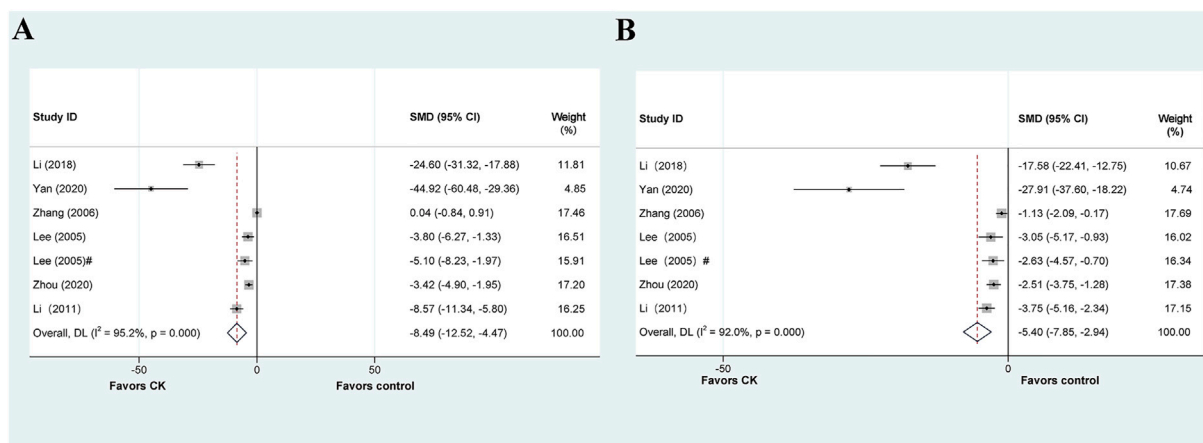 A
Study ID SMD (95% CI) Weight (%)
Li (2018) -24.60 (-31.32, -17.88) 11.81
Yan (2020) -44.92 (-60.48, -29.36) 4.85
Zhang (2006) 0.04 (-0.84, 0.91) 17.46
Lee (2005) -3.80 (-6.27, -1.33) 16.51
Lee (2005)# -5.10 (-8.23, -1.97) 15.91
Zhou (2020) -3.42 (-4.90, -1.95) 17.20
Li (2011) -8.57 (-11.34, -5.80) 16.25
Overall, DL (I² = 95.2%, p = 0.000) -8.49 (-12.52, -4.47) 100.00
-50 0 50
Favors CK Favors control
B
Study ID SMD (95% CI) Weight (%)
Li (2018) -17.58 (-22.41, -12.75) 10.67
Yan (2020) -27.91 (-37.60, -18.22) 4.74
Zhang (2006) -1.13 (-2.09, -0.17) 17.69
Lee (2005) -3.05 (-5.17, -0.93) 16.02
Lee (2005) # -2.63 (-4.57, -0.70) 16.34
Zhou (2020) -2.51 (-3.75, -1.28) 17.38
Li (2011) -3.75 (-5.16, -2.34) 17.15
Overall, DL (I² = 92.0%, p = 0.000) -5.40 (-7.85, -2.94) 100.00
-50 0
Favors CK Favors control